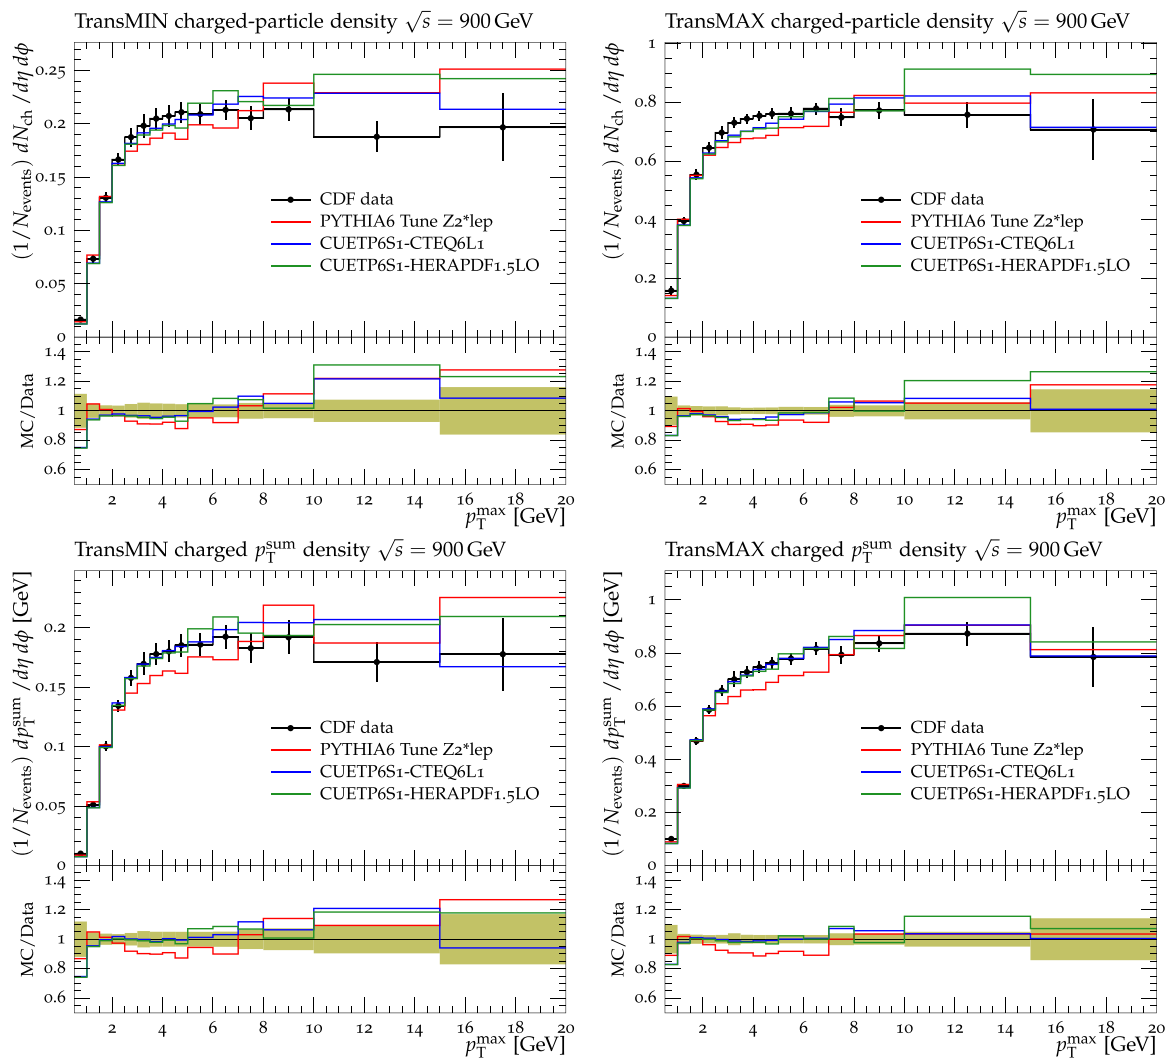 TransMIN charged-particle density √s = 900 GeV
(1/N_events) dN_ch/dη dϕ
0.25
0.2
0.15
0.1
0.05
0
CDF data
PYTHIA6 Tune Z2*lep
CUETP6S1-CTEQ6L1
CUETP6S1-HERAPDF1.5LO
MC/Data
1.4
1.2
1
0.8
0.6
2 4 6 8 10 12 14 16 18 20
p_T^max [GeV]
TransMAX charged-particle density √s = 900 GeV
(1/N_events) dN_ch/dη dϕ
1
0.8
0.6
0.4
0.2
0
CDF data
PYTHIA6 Tune Z2*lep
CUETP6S1-CTEQ6L1
CUETP6S1-HERAPDF1.5LO
MC/Data
1.4
1.2
1
0.8
0.6
2 4 6 8 10 12 14 16 18 20
p_T^max [GeV]
TransMIN charged p_T^sum density √s = 900 GeV
(1/N_events) dp_T^sum/dη dϕ [GeV]
0.2
0.15
0.1
0.05
0
CDF data
PYTHIA6 Tune Z2*lep
CUETP6S1-CTEQ6L1
CUETP6S1-HERAPDF1.5LO
MC/Data
1.4
1.2
1
0.8
0.6
2 4 6 8 10 12 14 16 18 20
p_T^max [GeV]
TransMAX charged p_T^sum density √s = 900 GeV
(1/N_events) dp_T^sum/dη dϕ [GeV]
1
0.8
0.6
0.4
0.2
0
CDF data
PYTHIA6 Tune Z2*lep
CUETP6S1-CTEQ6L1
CUETP6S1-HERAPDF1.5LO
MC/Data
1.4
1.2
1
0.8
0.6
2 4 6 8 10 12 14 16 18 20
p_T^max [GeV]